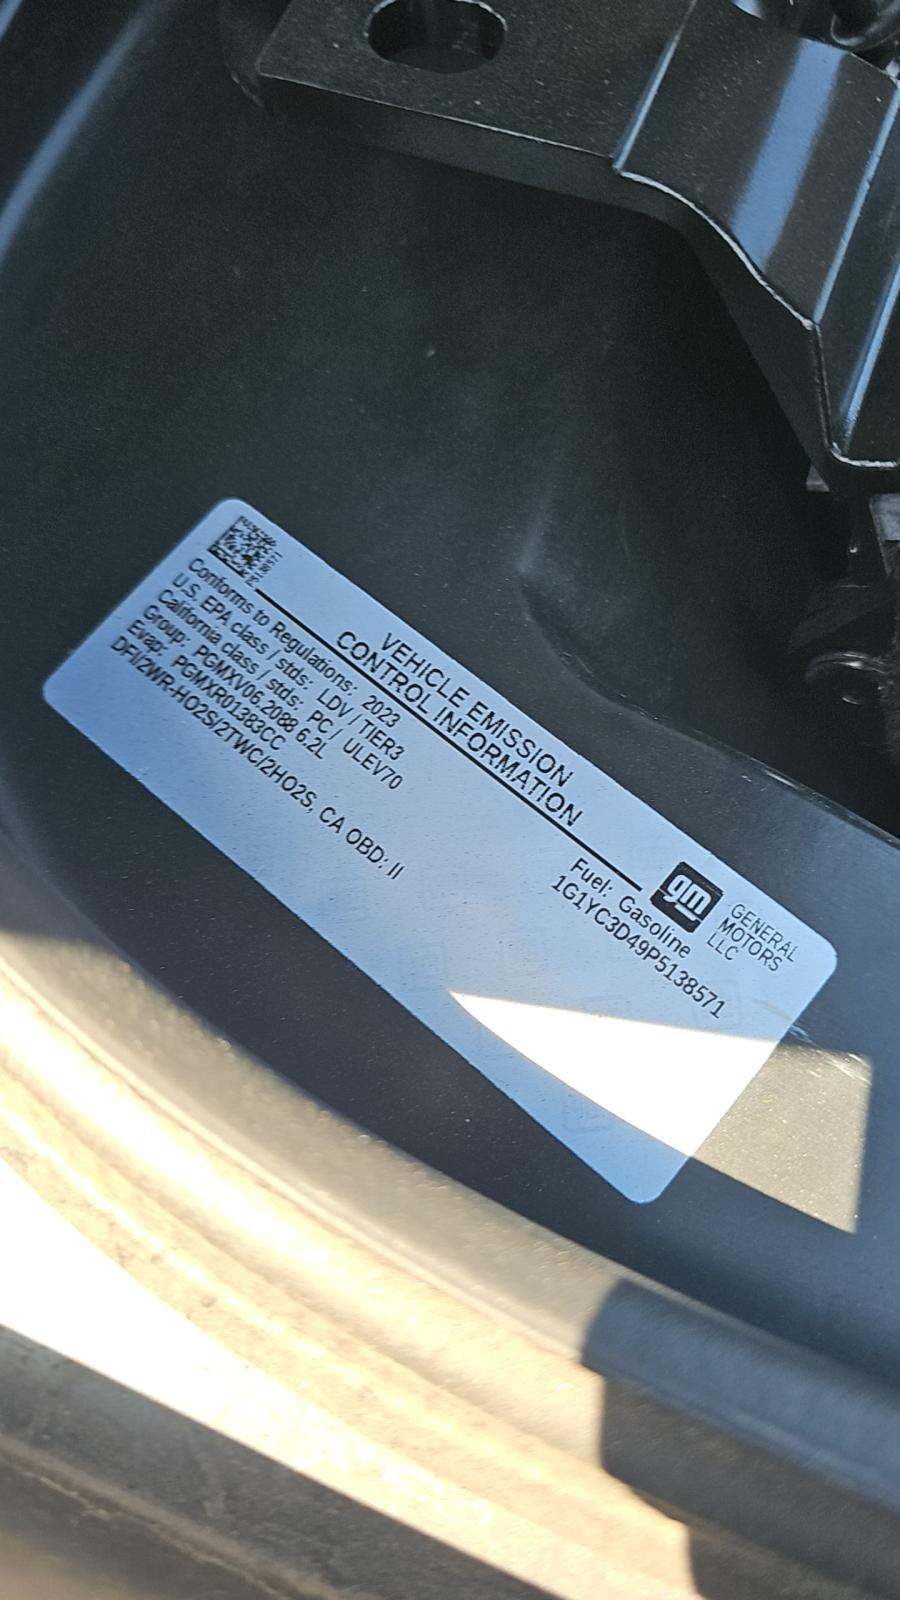 VEHICLE EMISSION
CONTROL INFORMATION
gm
GENERAL
MOTORS
LLC
Conforms to Regulations: 2023
U.S. EPA class / stds: LDV / TIER3
California class / stds: PC / ULEV70
Group: PGMXV06.2088 6.2L
Evap: PGMXR01383CC
DFI/2WR-HO2S/2TWC/2HO2S, CA OBD: II
Fuel: Gasoline
1G1YC3D49P5138571